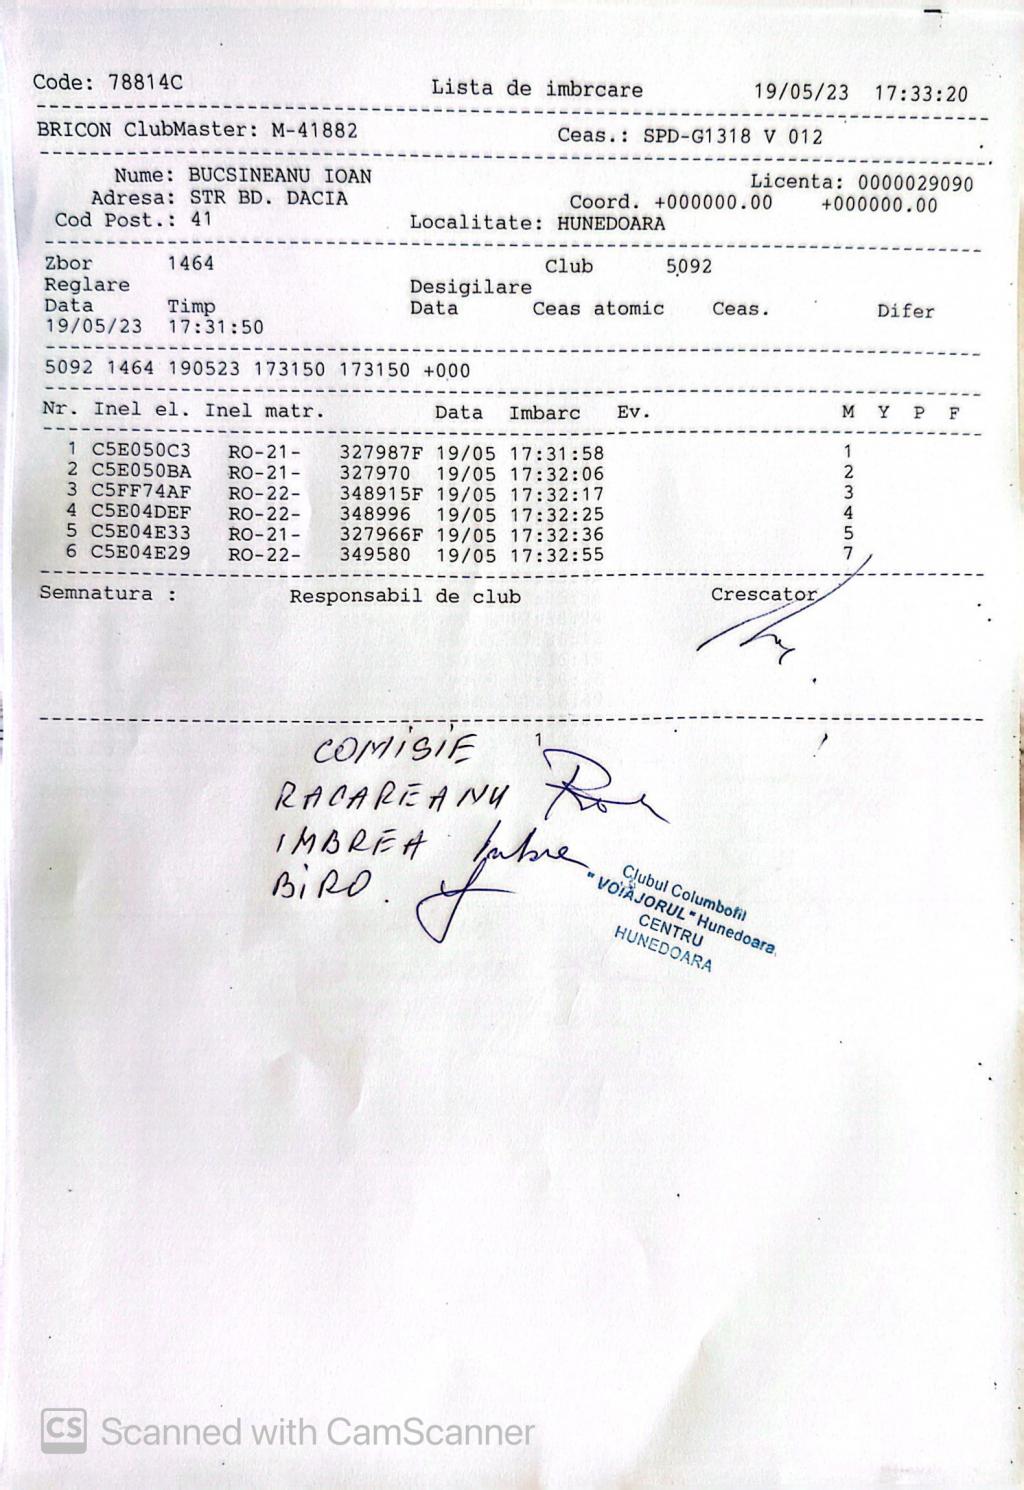 Code: 78814C Lista de imbrcare 19/05/23 17:33:20
BRICON ClubMaster: M-41882 Ceas.: SPD-G1318 V 012
Nume: BUCSINEANU IOAN Licenta: 0000029090
Adresa: STR BD. DACIA Coord. +000000.00 +000000.00
Cod Post.: 41 Localitate: HUNEDOARA
Zbor 1464 Club 5092
Reglare Desigilare
Data Timp Data Ceas atomic Ceas. Difer
19/05/23 17:31:50
5092 1464 190523 173150 173150 +000
Nr. Inel el. Inel matr. Data Imbarc Ev. M Y P F
1 C5E050C3 RO-21- 327987F 19/05 17:31:58 1
2 C5E050BA RO-21- 327970 19/05 17:32:06 2
3 C5FF74AF RO-22- 348915F 19/05 17:32:17 3
4 C5E04DEF RO-22- 348996 19/05 17:32:25 4
5 C5E04E33 RO-21- 327966F 19/05 17:32:36 5
6 C5E04E29 RO-22- 349580 19/05 17:32:55 7
Semnatura : Responsabil de club Crescator
1
COMISIE
RACAREANU
IMBREA
BIRO.
Clubul Columbofil
"VOIAJORUL" Hunedoara
CENTRU
HUNEDOARA
CS Scanned with CamScanner